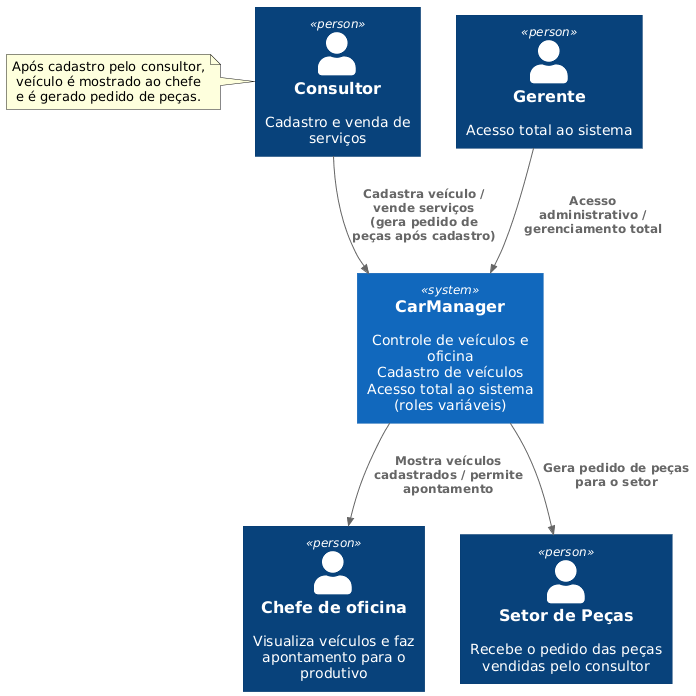 Após cadastro pelo consultor,
veículo é mostrado ao chefe
e é gerado pedido de peças.
«person»
Consultor
Cadastro e venda de
serviços
«person»
Gerente
Acesso total ao sistema
Cadastra veículo /
vende serviços
(gera pedido de
peças após cadastro)
Acesso
administrativo /
gerenciamento total
«system»
CarManager
Controle de veículos e
oficina
Cadastro de veículos
Acesso total ao sistema
(roles variáveis)
Mostra veículos
cadastrados / permite
apontamento
Gera pedido de peças
para o setor
«person»
Chefe de oficina
Visualiza veículos e faz
apontamento para o
produtivo
«person»
Setor de Peças
Recebe o pedido das peças
vendidas pelo consultor